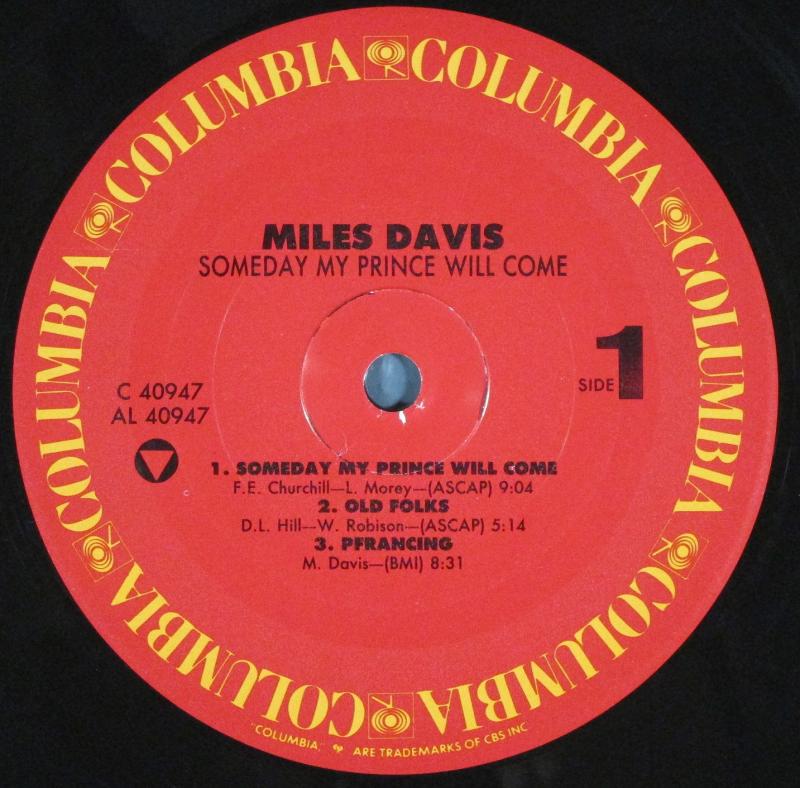 COLUMBIA COLUMBIA COLUMBIA COLUMBIA COLUMBIA COLUMBIA COLUMBIA COLUMBIA
MILES DAVIS
SOMEDAY MY PRINCE WILL COME
SIDE 1
C 40947
AL 40947
1. SOMEDAY MY PRINCE WILL COME
F.E. Churchill—L. Morey—(ASCAP) 9:04
2. OLD FOLKS
D.L. Hill—W. Robison—(ASCAP) 5:14
3. PFRANCING
M. Davis—(BMI) 8:31
"COLUMBIA," ARE TRADEMARKS OF CBS INC